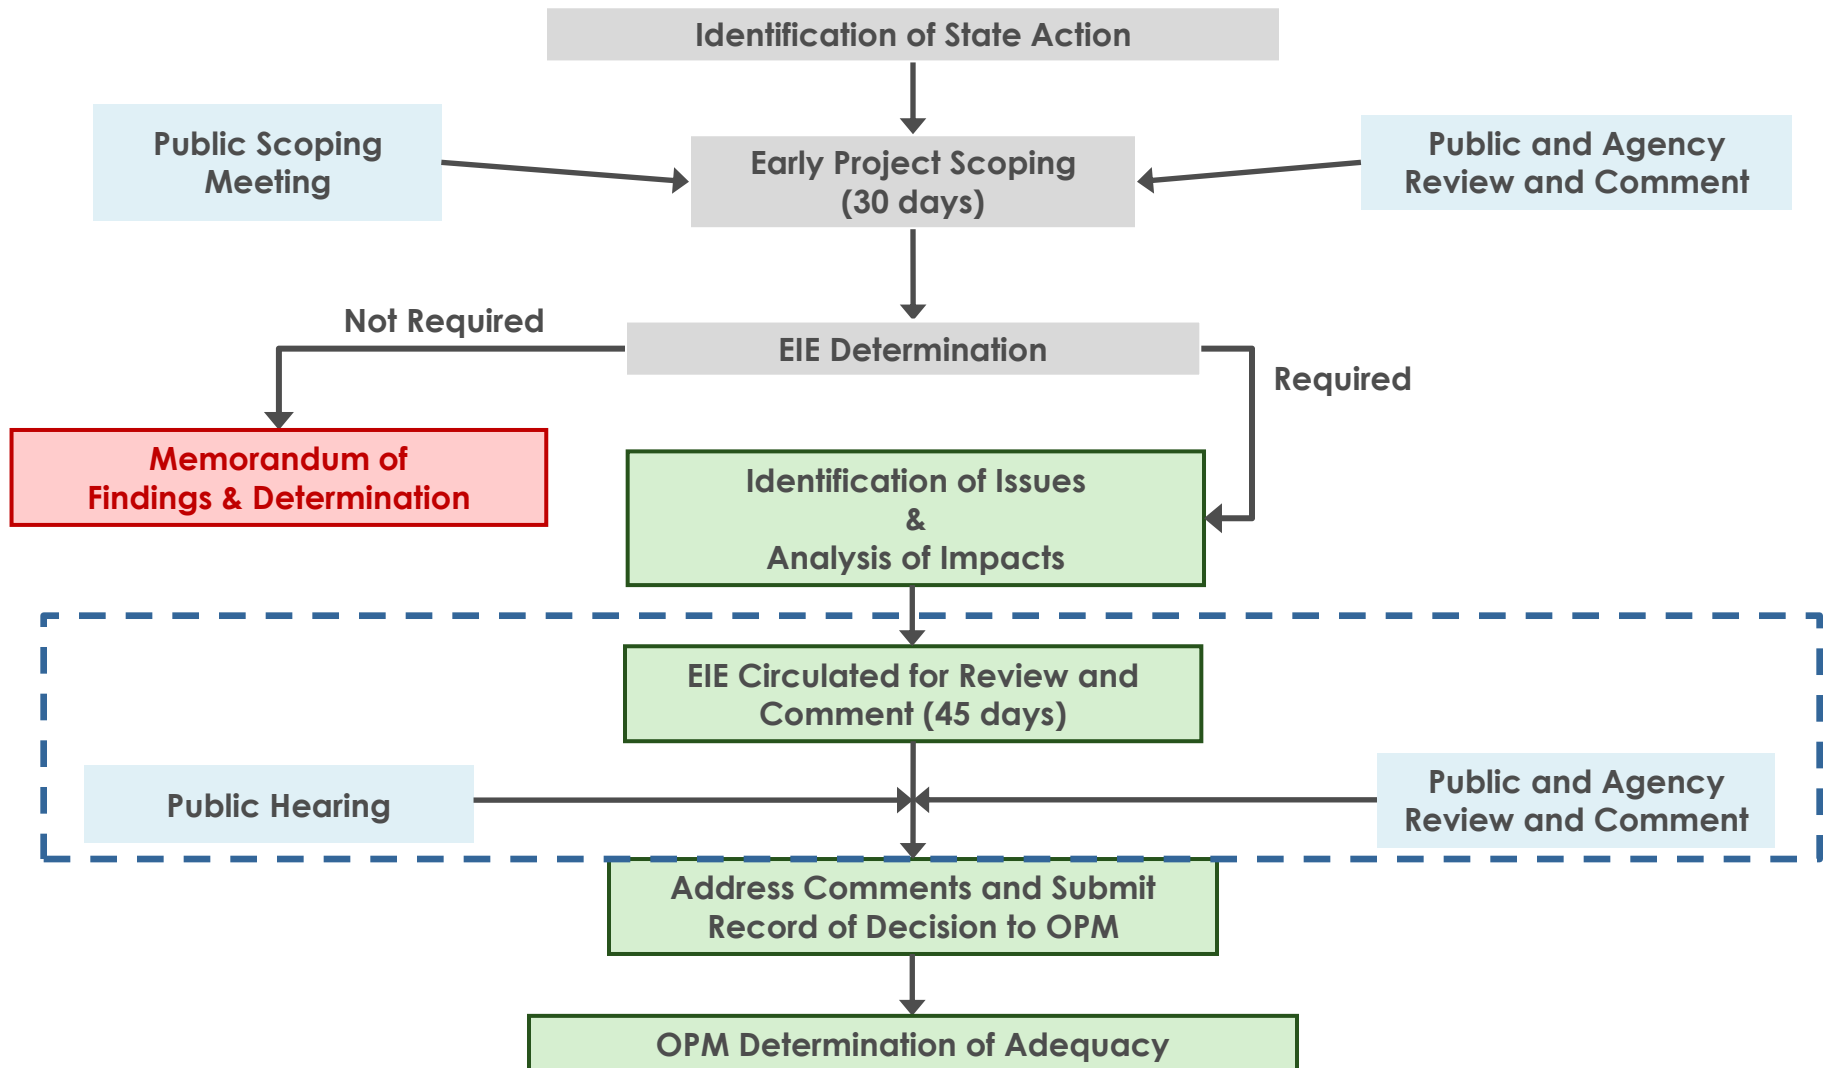 Identification of State Action
Public Scoping
Meeting
Early Project Scoping
(30 days)
Public and Agency
Review and Comment
Not Required
EIE Determination
Required
Memorandum of
Findings & Determination
Identification of Issues
&
Analysis of Impacts
EIE Circulated for Review and
Comment (45 days)
Public Hearing
Public and Agency
Review and Comment
Address Comments and Submit
Record of Decision to OPM
OPM Determination of Adequacy